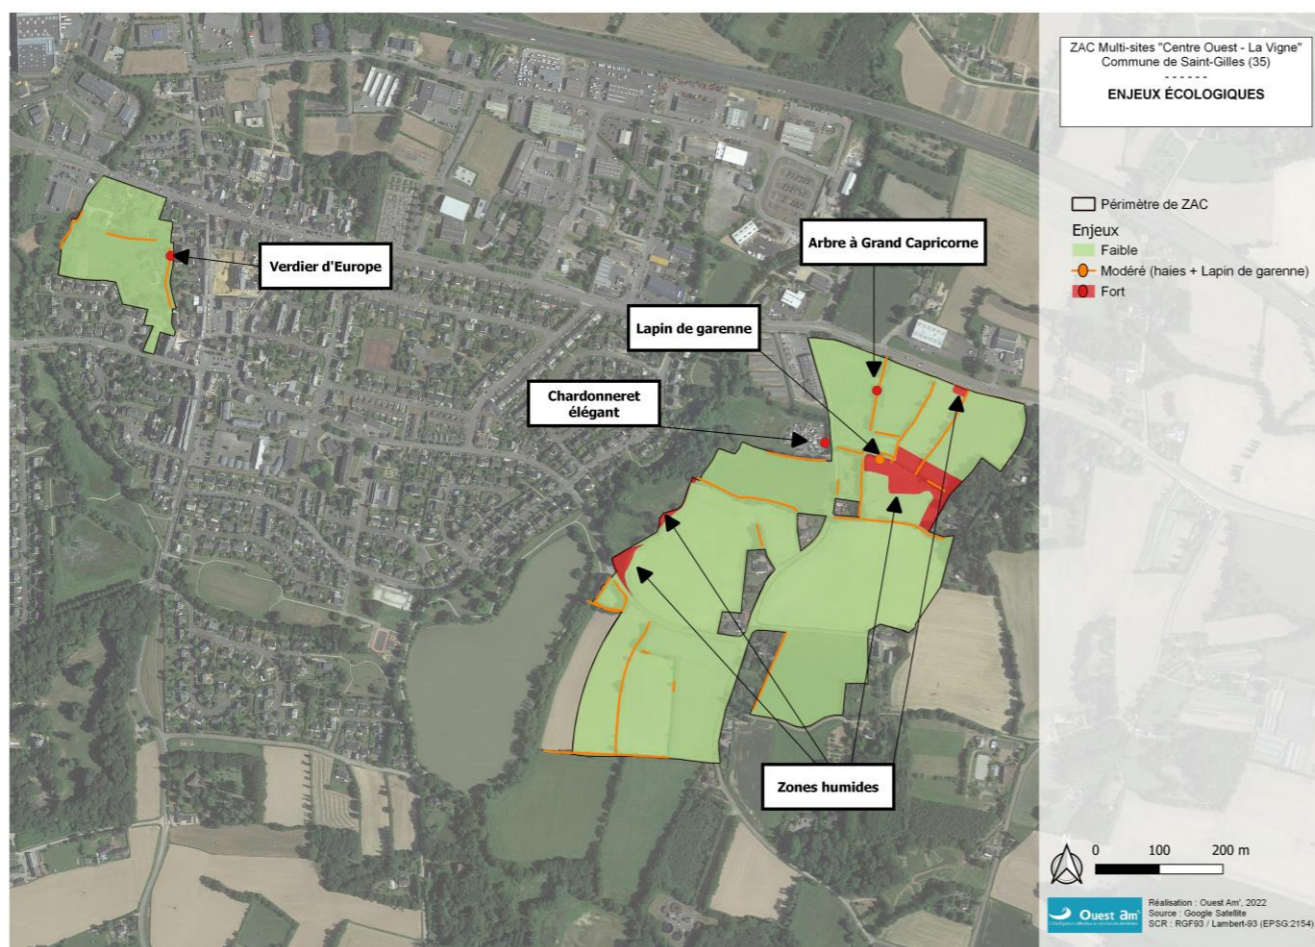 ZAC Multi-sites "Centre Ouest - La Vigne"
Commune de Saint-Gilles (35)
- - - - - -
ENJEUX ÉCOLOGIQUES
Périmètre de ZAC
Enjeux
Faible
Modéré (haies + Lapin de garenne)
Fort
Verdier d'Europe
Arbre à Grand Capricorne
Lapin de garenne
Chardonneret
élégant
Zones humides
N
0 100 200 m
Ouest am'
Réalisation : Ouest Am', 2022
Source : Google Satellite
SCR : RGF93 / Lambert-93 (EPSG:2154)